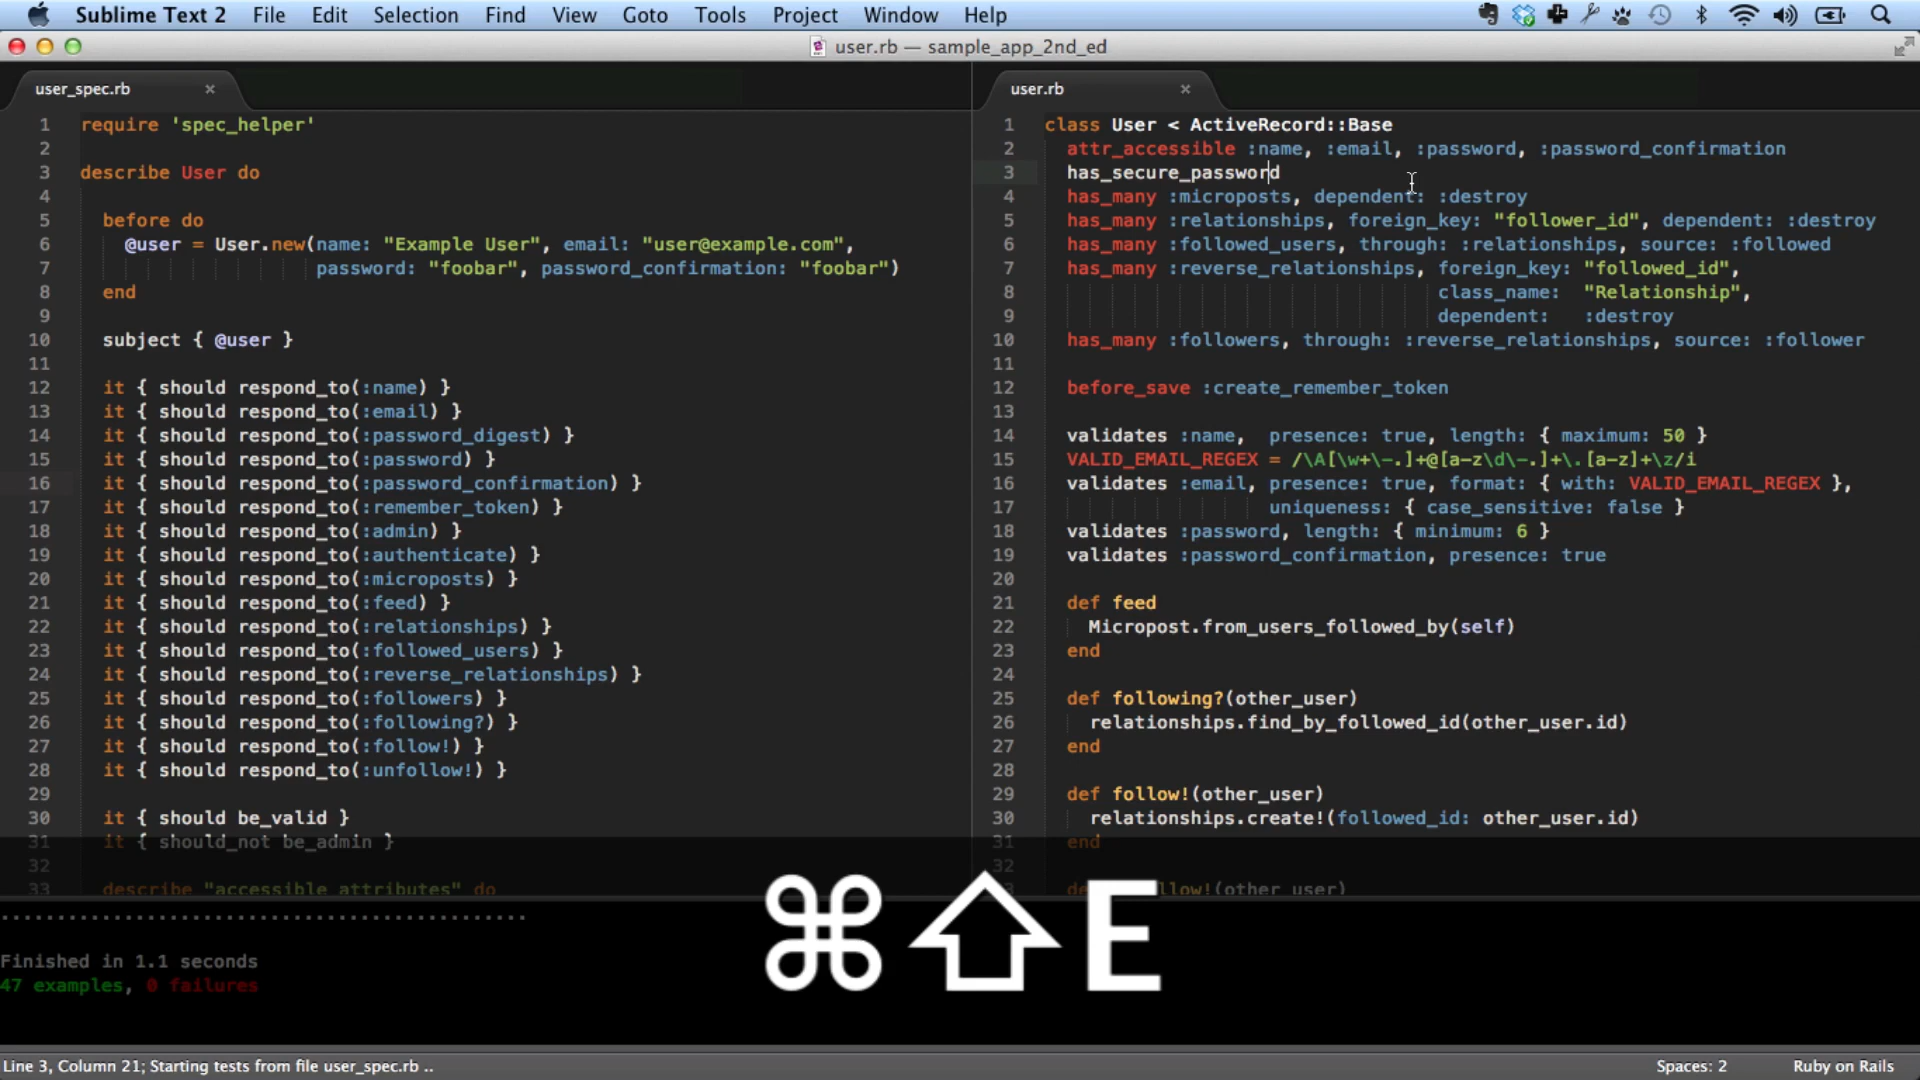 Sublime Text 2 File Edit Selection Find View Goto Tools Project Window Help
user.rb — sample_app_2nd_ed
user_spec.rb ×
1 require 'spec_helper'
2
3 describe User do
4
5 before do
6 @user = User.new(name: "Example User", email: "user@example.com",
7 password: "foobar", password_confirmation: "foobar")
8 end
9
10 subject { @user }
11
12 it { should respond_to(:name) }
13 it { should respond_to(:email) }
14 it { should respond_to(:password_digest) }
15 it { should respond_to(:password) }
16 it { should respond_to(:password_confirmation) }
17 it { should respond_to(:remember_token) }
18 it { should respond_to(:admin) }
19 it { should respond_to(:authenticate) }
20 it { should respond_to(:microposts) }
21 it { should respond_to(:feed) }
22 it { should respond_to(:relationships) }
23 it { should respond_to(:followed_users) }
24 it { should respond_to(:reverse_relationships) }
25 it { should respond_to(:followers) }
26 it { should respond_to(:following?) }
27 it { should respond_to(:follow!) }
28 it { should respond_to(:unfollow!) }
29
30 it { should be_valid }
31 it { should_not be_admin }
32
33 describe "accessible attributes" do
user.rb ×
1 class User < ActiveRecord::Base
2 attr_accessible :name, :email, :password, :password_confirmation
3 has_secure_password
4 has_many :microposts, dependent: :destroy
5 has_many :relationships, foreign_key: "follower_id", dependent: :destroy
6 has_many :followed_users, through: :relationships, source: :followed
7 has_many :reverse_relationships, foreign_key: "followed_id",
8 class_name: "Relationship",
9 dependent: :destroy
10 has_many :followers, through: :reverse_relationships, source: :follower
11
12 before_save :create_remember_token
13
14 validates :name, presence: true, length: { maximum: 50 }
15 VALID_EMAIL_REGEX = /\A[\w+\-.]+@[a-z\d\-.]+\.[a-z]+\z/i
16 validates :email, presence: true, format: { with: VALID_EMAIL_REGEX },
17 uniqueness: { case_sensitive: false }
18 validates :password, length: { minimum: 6 }
19 validates :password_confirmation, presence: true
20
21 def feed
22 Micropost.from_users_followed_by(self)
23 end
24
25 def following?(other_user)
26 relationships.find_by_followed_id(other_user.id)
27 end
28
29 def follow!(other_user)
30 relationships.create!(followed_id: other_user.id)
31 end
32
llow!(other_user)
⌘⇧E
...............................................
Finished in 1.1 seconds
47 examples, 0 failures
Line 3, Column 21; Starting tests from file user_spec.rb ..
Spaces: 2 Ruby on Rails